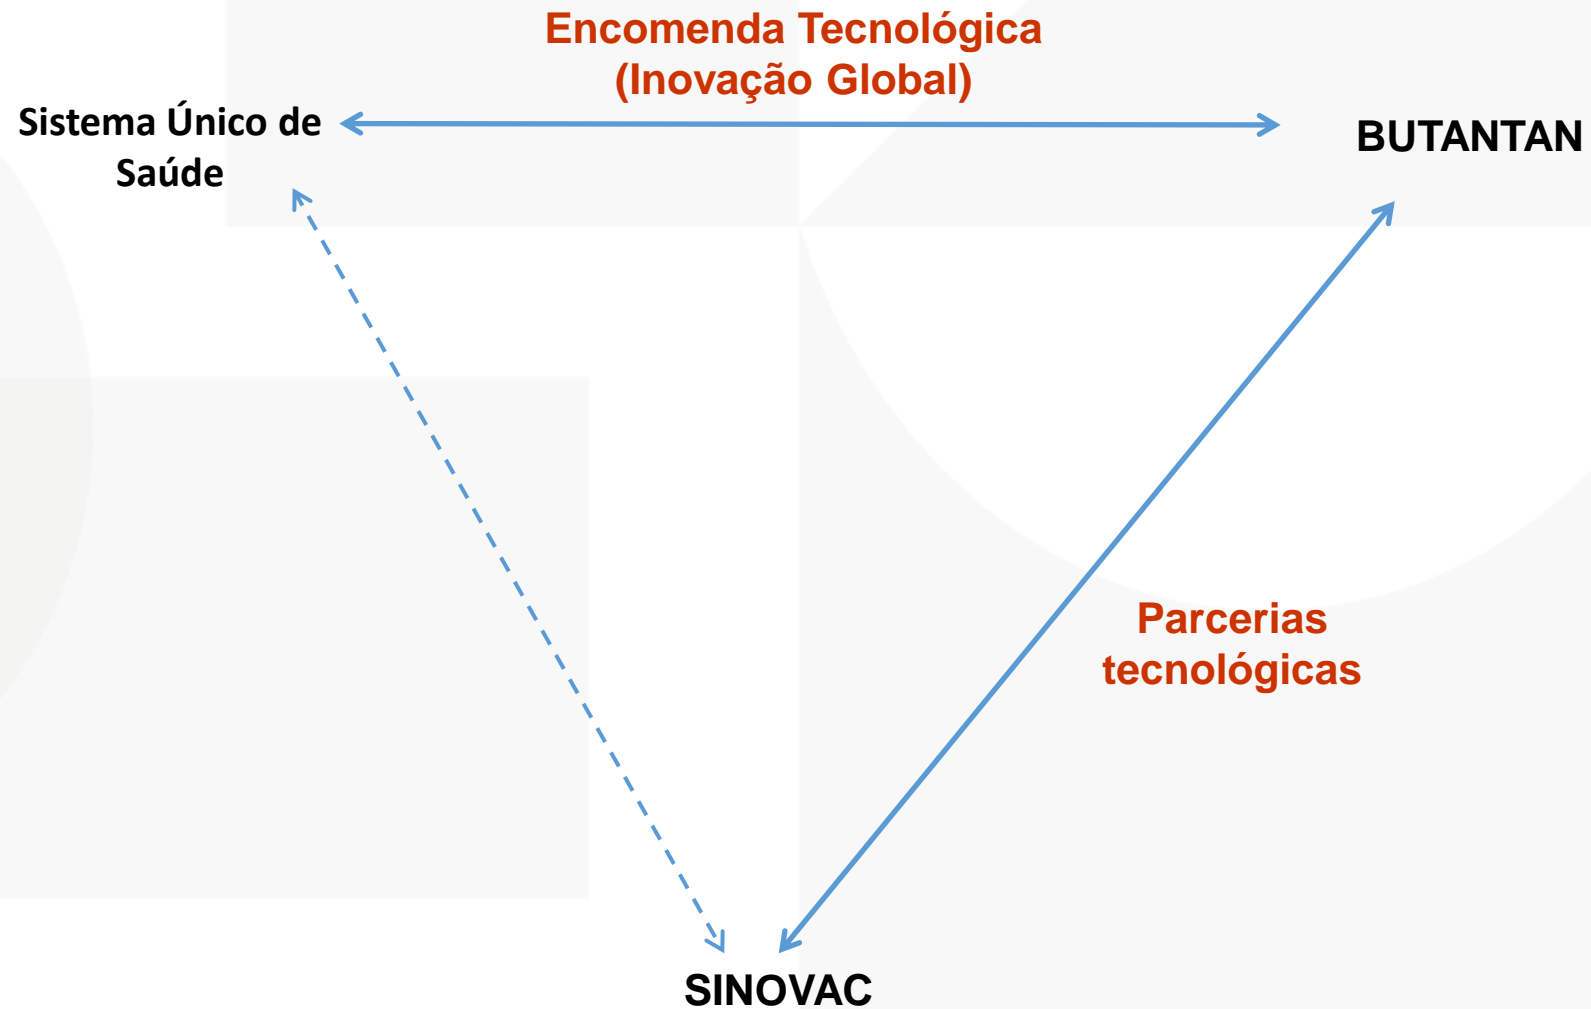 Encomenda Tecnológica
(Inovação Global)
Sistema Único de
Saúde
BUTANTAN
Parcerias
tecnológicas
SINOVAC